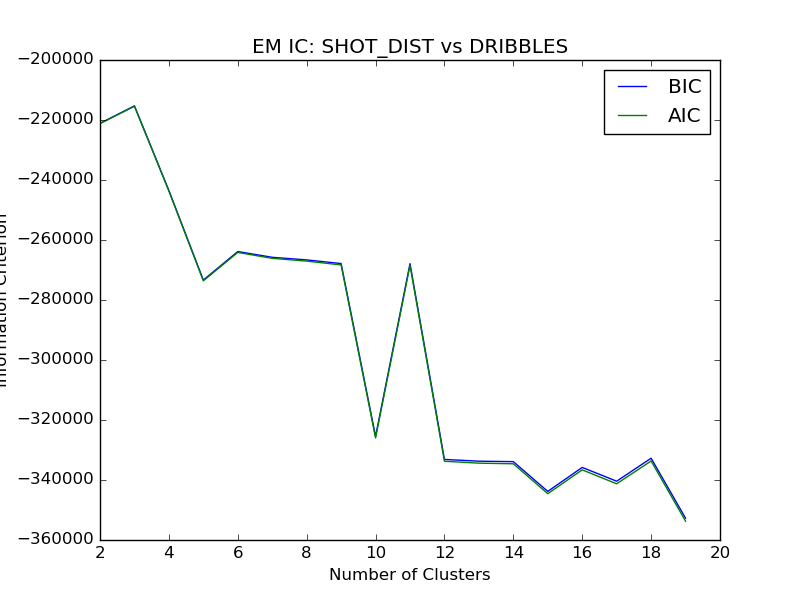 EM IC: SHOT_DIST vs DRIBBLES
−200000
−220000
−240000
−260000
−280000
−300000
−320000
−340000
−360000
Information Criterion
BIC
AIC
2 4 6 8 10 12 14 16 18 20
Number of Clusters